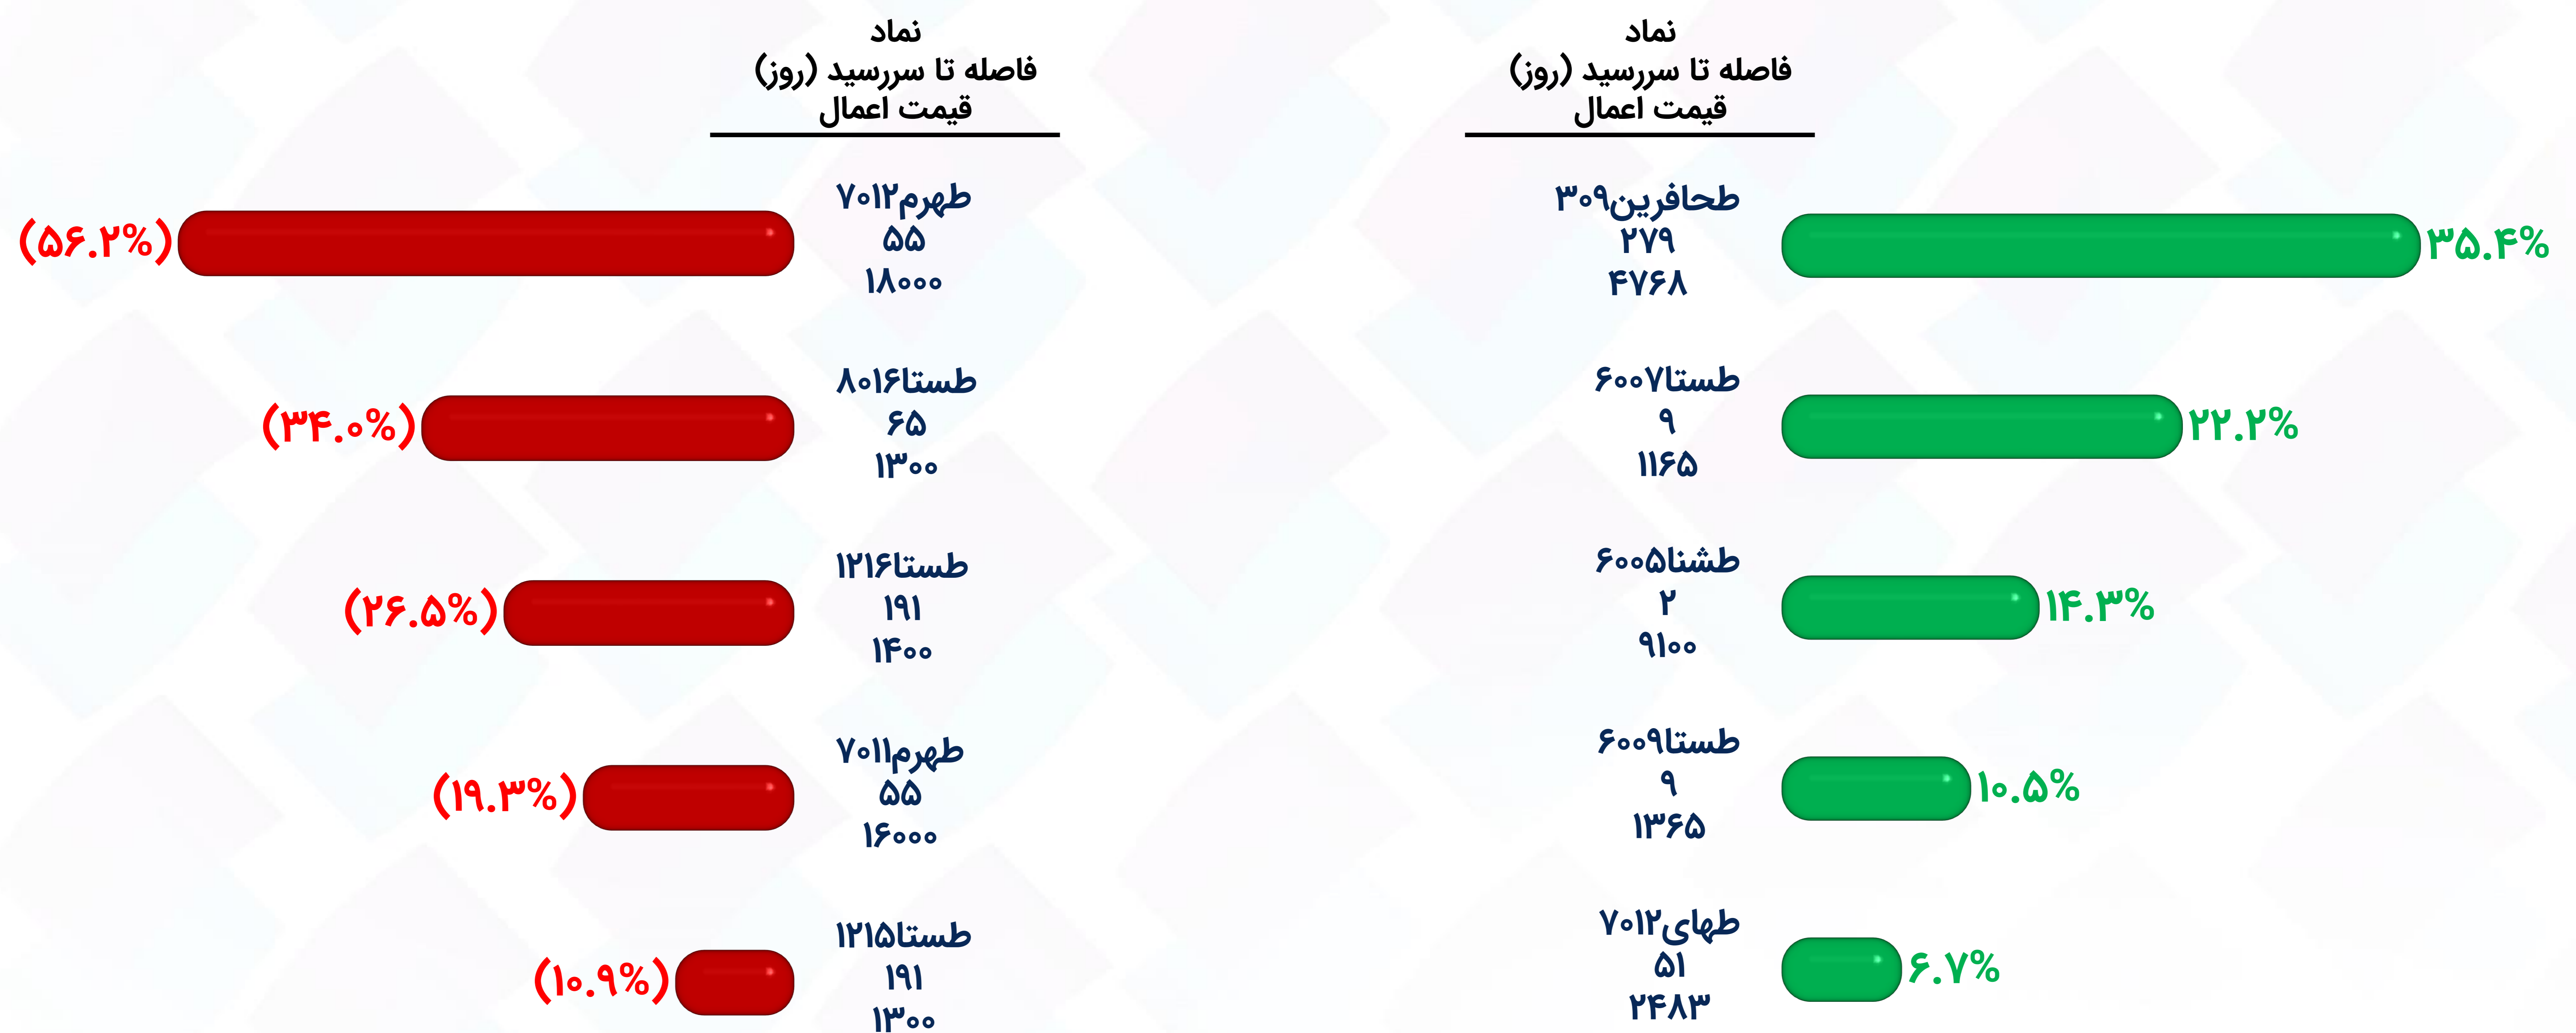 نماد
فاصله تا سررسید (روز)
قیمت اعمال
طحافرین۳۰۹
۲۷۹
۴۷۶۸
۳۵.۴%
طستا۶۰۰۷
۹
۱۱۶۵
۲۲.۲%
طشنا۶۰۰۵
۲
۹۱۰۰
۱۴.۳%
طستا۶۰۰۹
۹
۱۳۶۵
۱۰.۵%
طهای۷۰۱۲
۵۱
۲۴۸۳
۶.۷%
نماد
فاصله تا سررسید (روز)
قیمت اعمال
طهرم۷۰۱۲
۵۵
۱۸۰۰۰
(۵۶.۲%)
طستا۸۰۱۶
۶۵
۱۳۰۰
(۳۴.۰%)
طستا۱۲۱۶
۱۹۱
۱۴۰۰
(۲۶.۵%)
طهرم۷۰۱۱
۵۵
۱۶۰۰۰
(۱۹.۳%)
طستا۱۲۱۵
۱۹۱
۱۳۰۰
(۱۰.۹%)